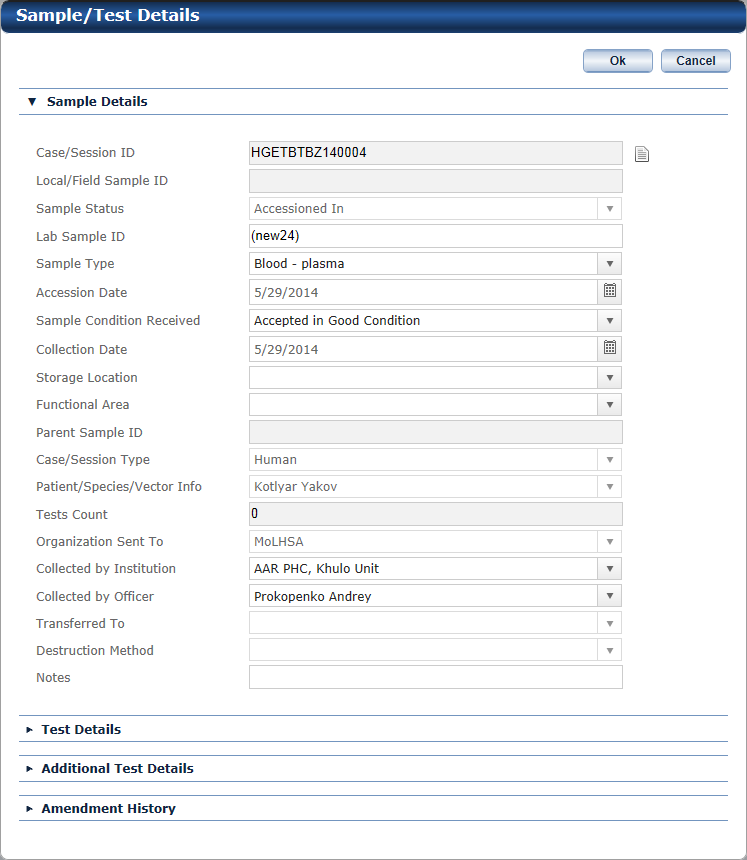 Sample/Test Details
Ok Cancel
▼ Sample Details
Case/Session ID HGETBTBZ140004
Local/Field Sample ID
Sample Status Accessioned In
Lab Sample ID (new24)
Sample Type Blood - plasma
Accession Date 5/29/2014
Sample Condition Received Accepted in Good Condition
Collection Date 5/29/2014
Storage Location
Functional Area
Parent Sample ID
Case/Session Type Human
Patient/Species/Vector Info Kotlyar Yakov
Tests Count 0
Organization Sent To MoLHSA
Collected by Institution AAR PHC, Khulo Unit
Collected by Officer Prokopenko Andrey
Transferred To
Destruction Method
Notes
► Test Details
► Additional Test Details
► Amendment History